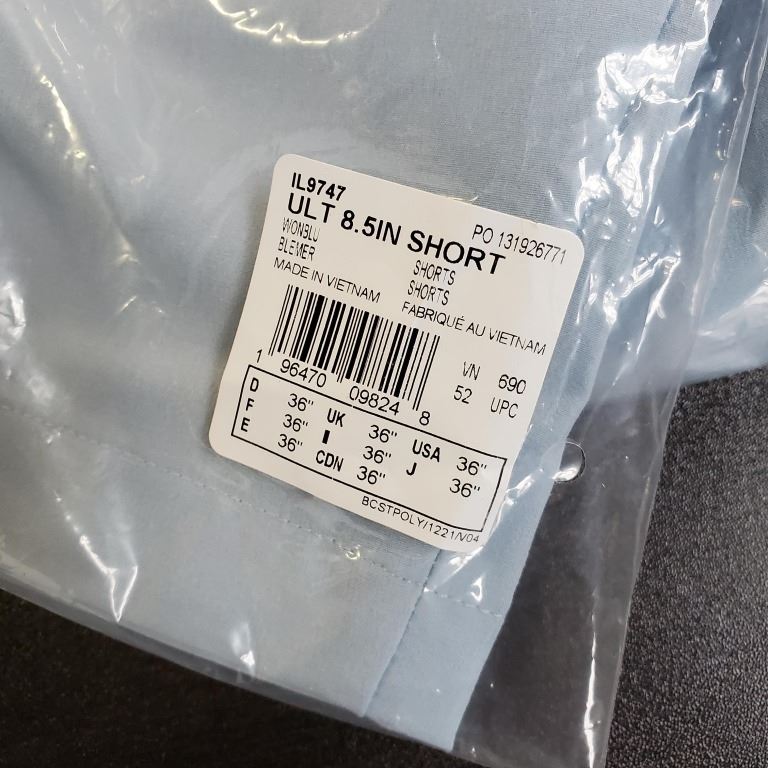 IL9747
PO 131926771
ULT 8.5IN SHORT
WONBLU
BLEMER
SHORTS
SHORTS
MADE IN VIETNAM
FABRIQUÉ AU VIETNAM
VN 690
52 UPC
1 96470 09824 8
D 36" UK 36" USA 36"
F 36" I 36" J 36"
E 36" CDN 36"
BCSTPOLY/1221/V04